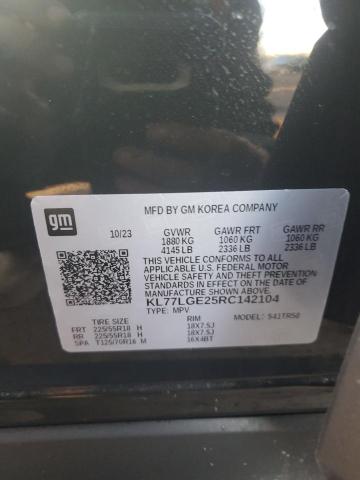 gm
MFD BY GM KOREA COMPANY
10/23 GVWR GAWR FRT GAWR RR
1880 KG 1060 KG 1060 KG
4145 LB 2336 LB 2336 LB
THIS VEHICLE CONFORMS TO ALL
APPLICABLE U.S. FEDERAL MOTOR
VEHICLE SAFETY, BUMPER, AND THEFT
PREVENTION STANDARDS IN EFFECT ON THE DATE OF
MANUFACTURE SHOWN ABOVE.
KL77LGE25RC142104
TYPE: MPV
TIRE SIZE RIM MODEL:
FRT 225/55R18 H 18X7.5J
RR 225/55R18 H 18X7.5J
SPA T125/70R16 M 16X4BT